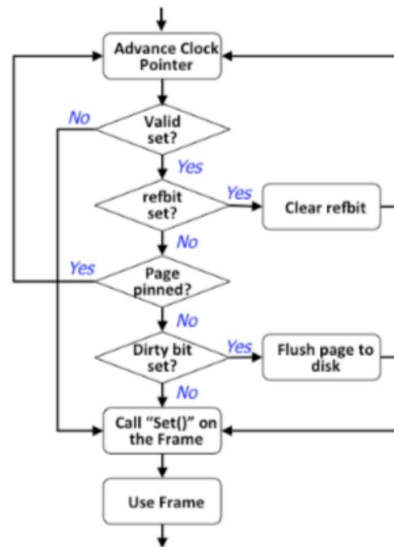 Advance Clock
Pointer
No
Valid
set?
Yes
refbit
set?
Yes
Clear refbit
No
Yes
Page
pinned?
No
Dirty bit
set?
Yes
Flush page to
disk
No
Call “Set()” on
the Frame
Use Frame